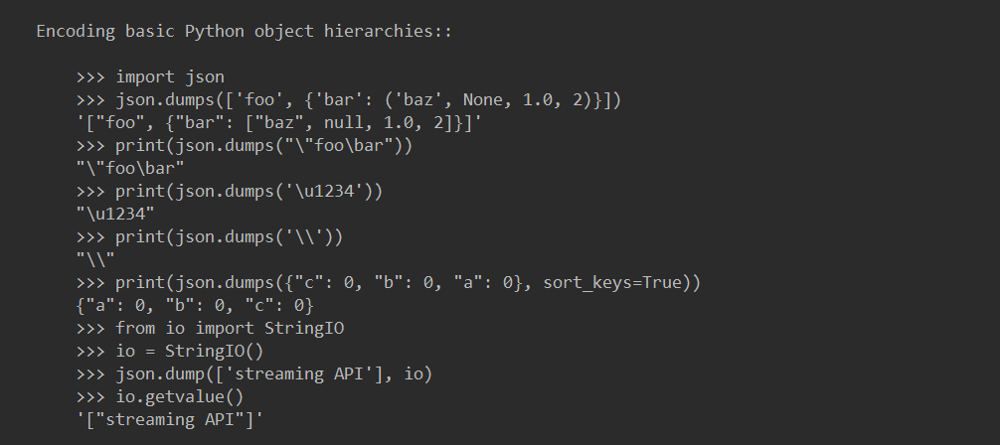 Encoding basic Python object hierarchies::
>>> import json
>>> json.dumps(['foo', {'bar': ('baz', None, 1.0, 2)}])
'["foo", {"bar": ["baz", null, 1.0, 2]}]'
>>> print(json.dumps("\"foo\bar"))
"\"foo\bar"
>>> print(json.dumps('\u1234'))
"\u1234"
>>> print(json.dumps('\\'))
"\\"
>>> print(json.dumps({"c": 0, "b": 0, "a": 0}, sort_keys=True))
{"a": 0, "b": 0, "c": 0}
>>> from io import StringIO
>>> io = StringIO()
>>> json.dump(['streaming API'], io)
>>> io.getvalue()
'["streaming API"]'